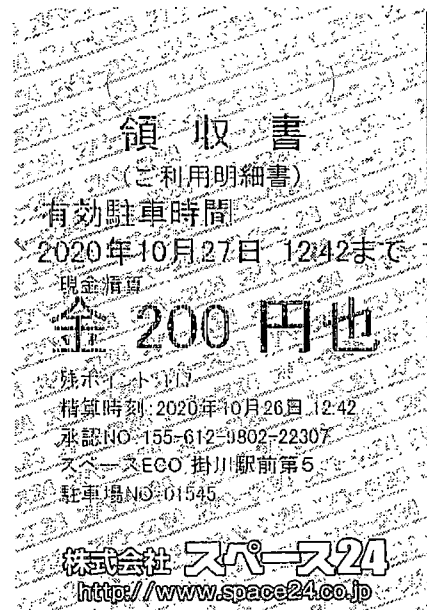 領収書
(ご利用明細書)
有効駐車時間
2020年10月27日 12:42まで
現金精算
金 200 円也
残ポイント:117
精算時刻:2020年10月26日 12:42
承認NO 155-612-9802-22307
スペースECO 掛川駅前第5
駐車場NO:01545
株式会社 スペース24
http://www.space24.co.jp